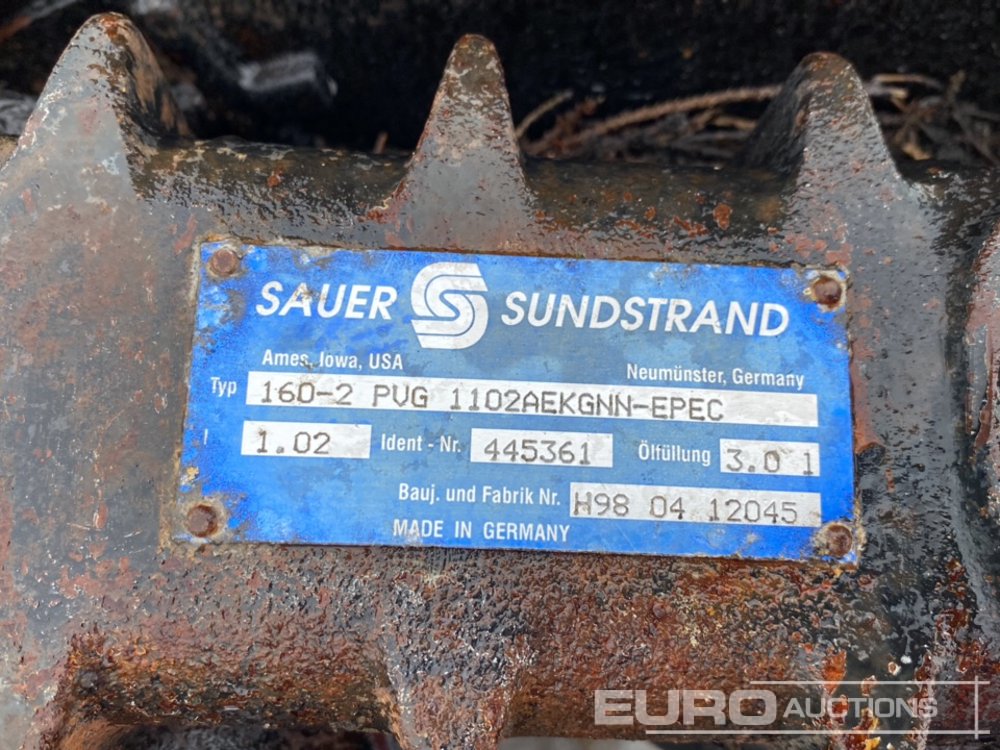 SAUER SUNDSTRAND
Ames, Iowa, USA Neumünster, Germany
Typ 160-2 PVG 1102AEKGNN-EPEC
i 1.02 Ident - Nr. 445361 Ölfüllung 3.0 l
Bauj. und Fabrik Nr. H98 04 12045
MADE IN GERMANY
EURO AUCTIONS